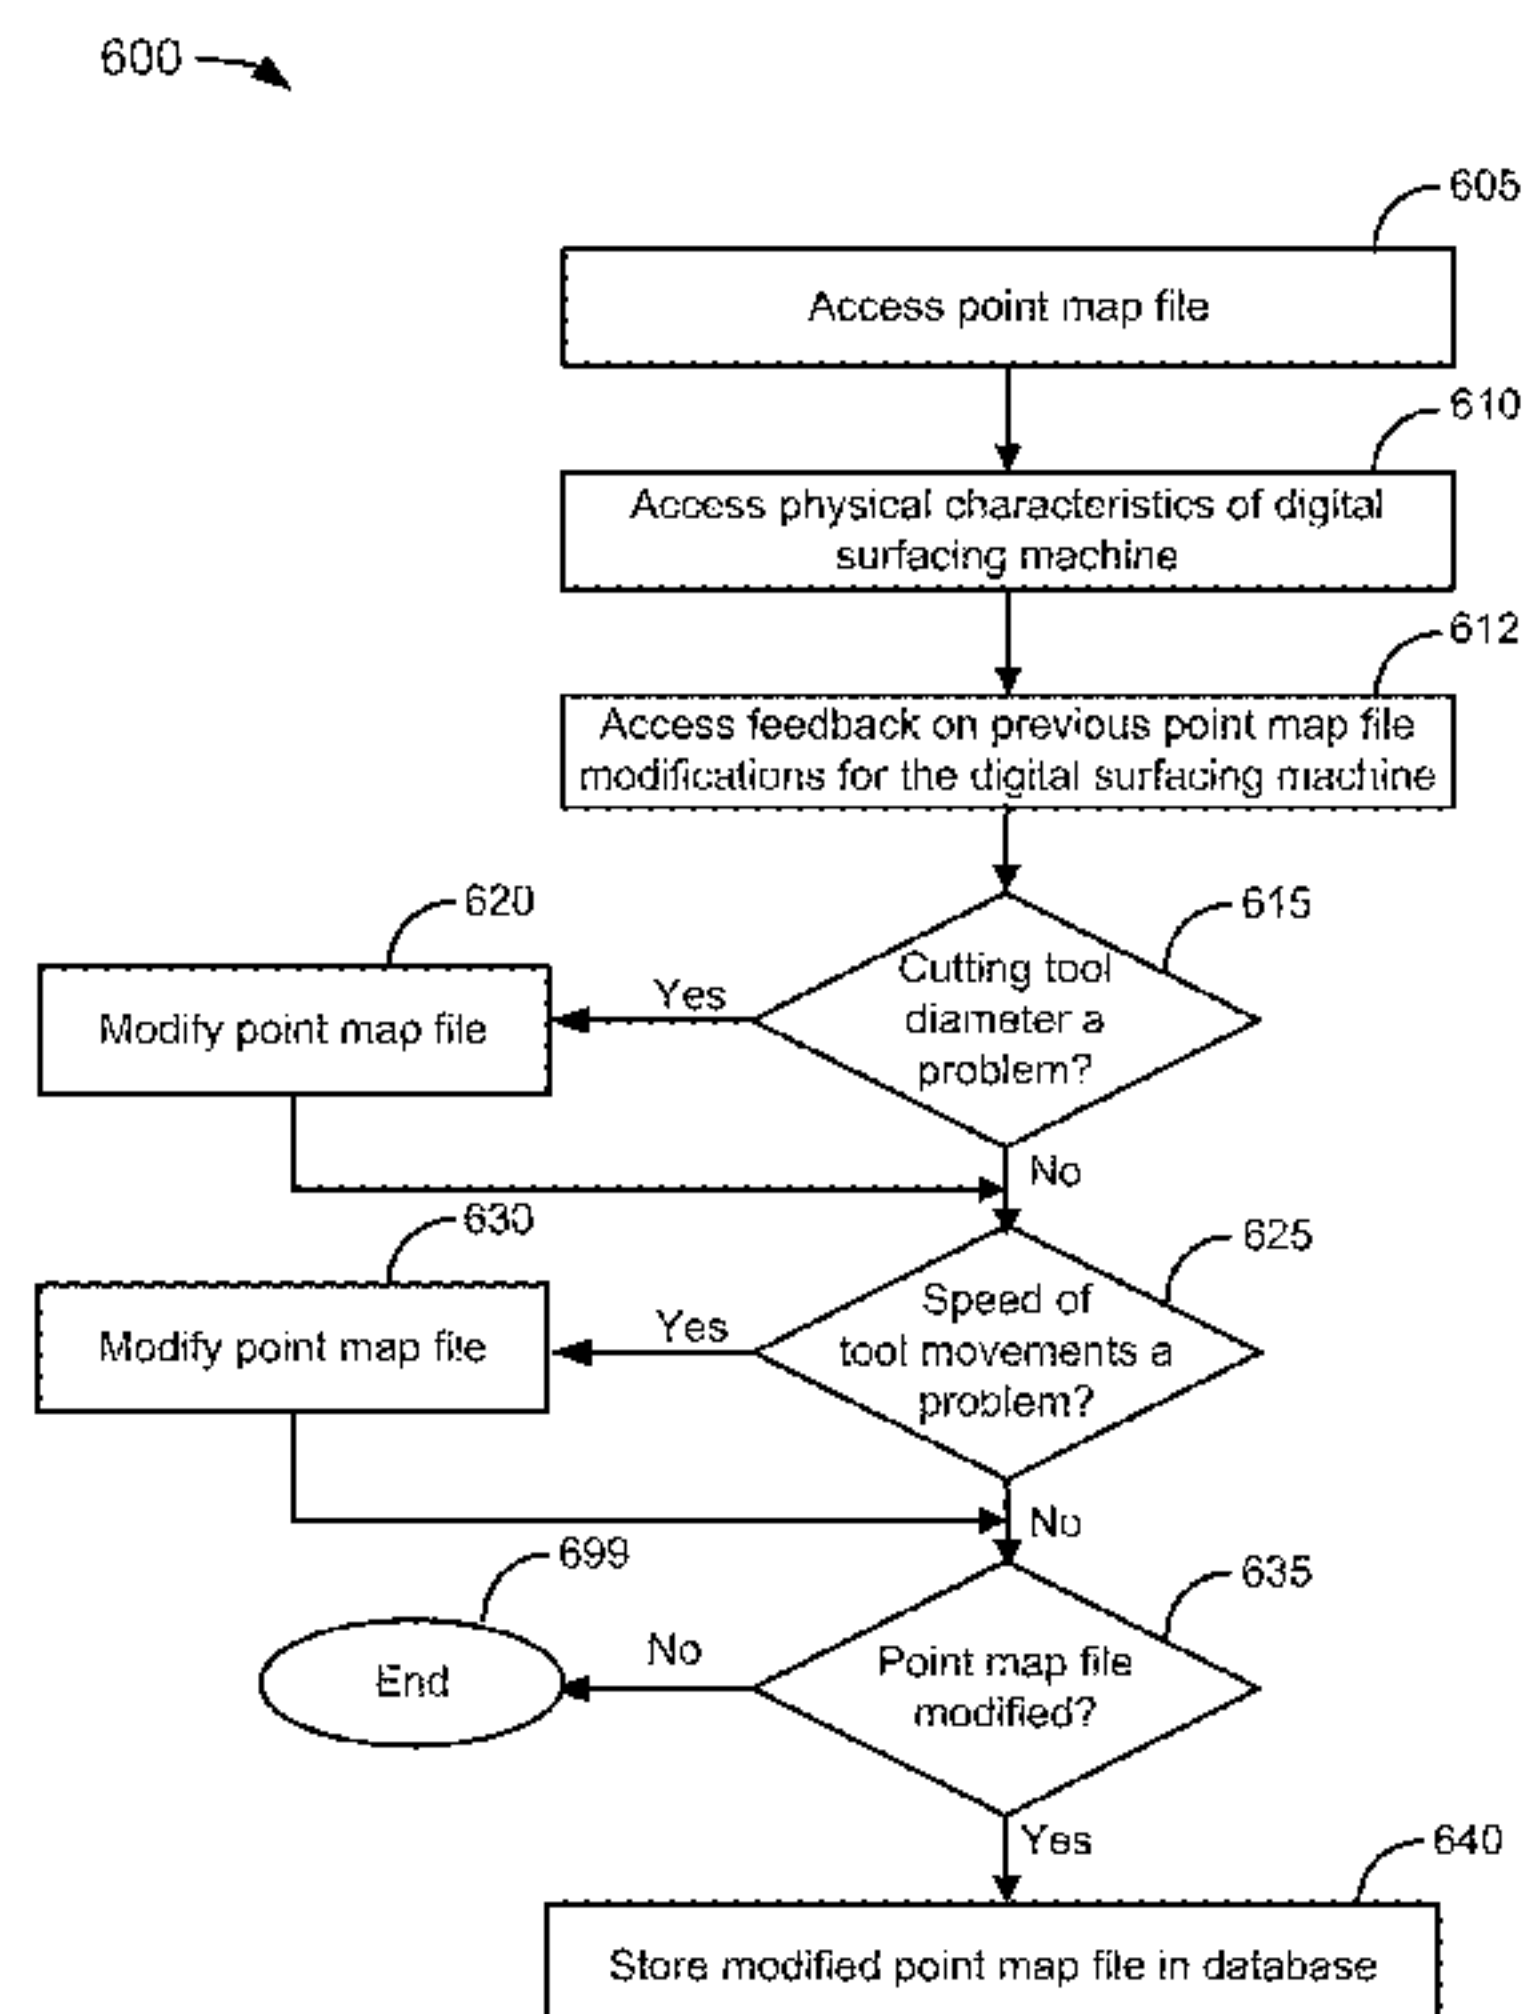 600
605
Access point map file
610
Access physical characteristics of digital
surfacing machine
612
Access feedback on previous point map file
modifications for the digital surfacing machine
620
615
Modify point map file
Yes
Cutting tool
diameter a
problem?
No
630
625
Modify point map file
Yes
Speed of
tool movements a
problem?
No
699
635
End
No
Point map file
modified?
Yes
640
Store modified point map file in database